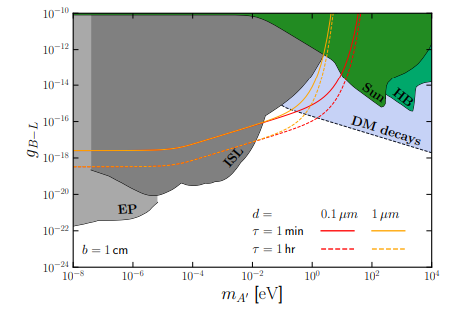 10^{-10}
10^{-12}
10^{-14}
10^{-16}
10^{-18}
10^{-20}
10^{-22}
10^{-24}
g_{B-L}
Sun
HB
DM decays
ISL
EP
d = 0.1 μm 1 μm
τ = 1 min
τ = 1 hr
b = 1 cm
10^{-8} 10^{-6} 10^{-4} 10^{-2} 10^{0} 10^{2} 10^{4}
m_{A'} [eV]